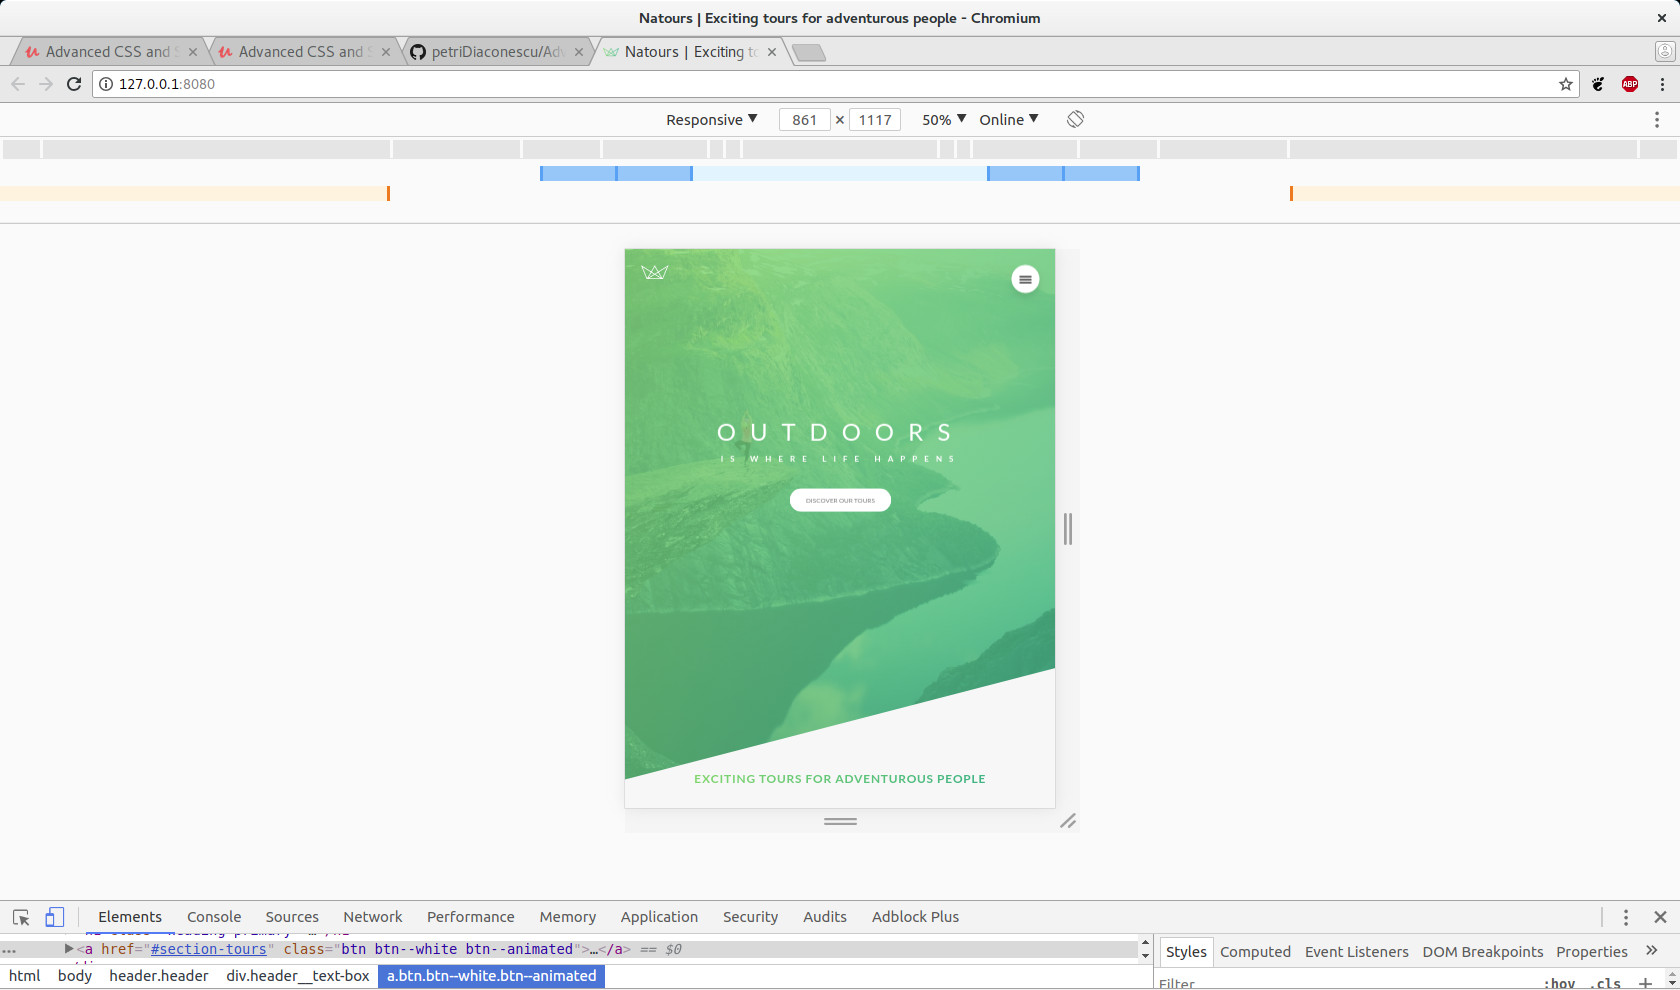 Natours | Exciting tours for adventurous people - Chromium
Advanced CSS and S
Advanced CSS and S
petriDiaconescu/Adv
Natours | Exciting to
127.0.0.1:8080
ABP
Responsive ▼ 861 × 1117 50% ▼ Online ▼
OUTDOORS
IS WHERE LIFE HAPPENS
DISCOVER OUR TOURS
EXCITING TOURS FOR ADVENTUROUS PEOPLE
Elements Console Sources Network Performance Memory Application Security Audits Adblock Plus
... ▶<a href="#section-tours" class="btn btn--white btn--animated">…</a> == $0
html body header.header div.header__text-box a.btn.btn--white.btn--animated
Styles Computed Event Listeners DOM Breakpoints Properties »
Filter :hov .cls +